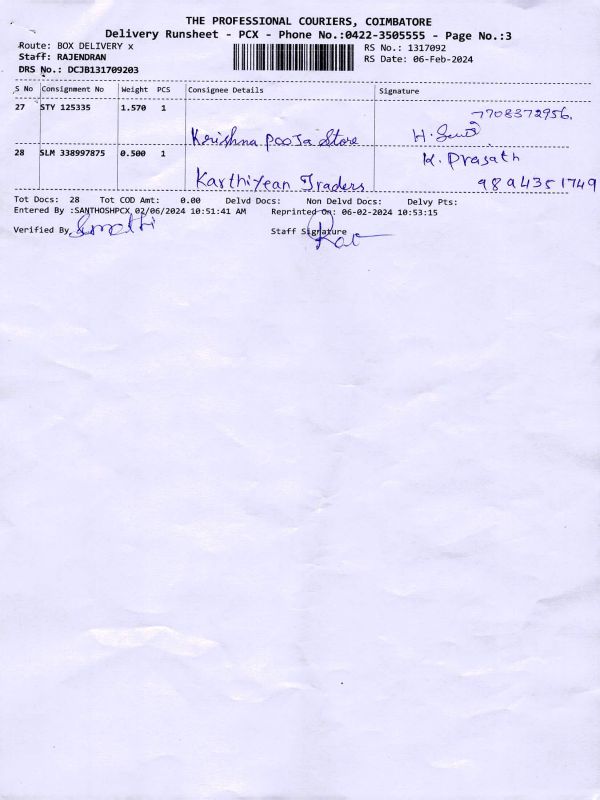 THE PROFESSIONAL COURIERS, COIMBATORE
Delivery Runsheet - PCX - Phone No.:0422-3505555 - Page No.:3
Route: BOX DELIVERY x RS No.: 1317092
Staff: RAJENDRAN RS Date: 06-Feb-2024
DRS No.: DCJB131709203
S No Consignment No Weight PCS Consignee Details Signature
27 STY 125335 1.570 1 7708372956.
Krishna Pooja Store H.
28 SLM 338997875 0.500 1 K. Prasath
Karthiyean Traders 9894351749
Tot Docs: 28 Tot COD Amt: 0.00 Delvd Docs: Non Delvd Docs: Delvy Pts:
Entered By :SANTHOSHPCX 02/06/2024 10:51:41 AM Reprinted On: 06-02-2024 10:53:15
Verified By Staff Signature